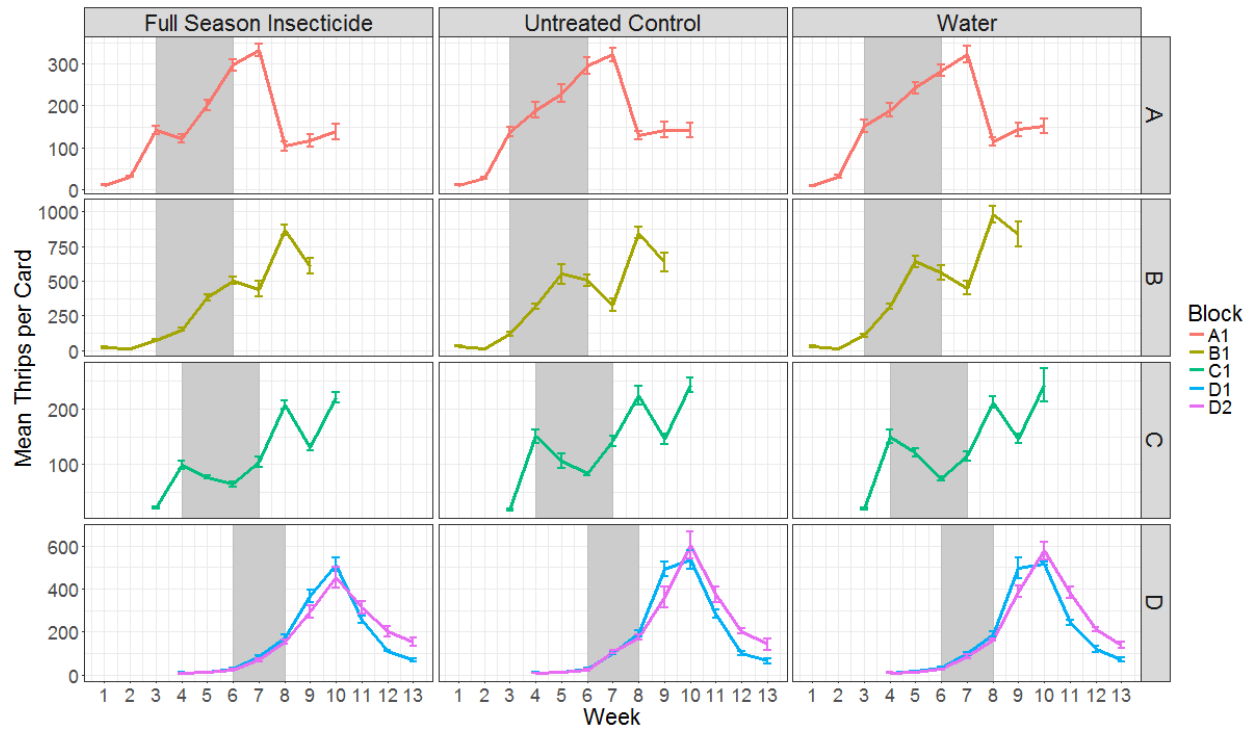 Full Season Insecticide Untreated Control Water
Mean Thrips per Card
300
200
100
0
A
1000
750
500
250
0
B
200
100
C
600
400
200
0
D
1 2 3 4 5 6 7 8 9 10 11 12 13 1 2 3 4 5 6 7 8 9 10 11 12 13 1 2 3 4 5 6 7 8 9 10 11 12 13
Week
Block
A1
B1
C1
D1
D2